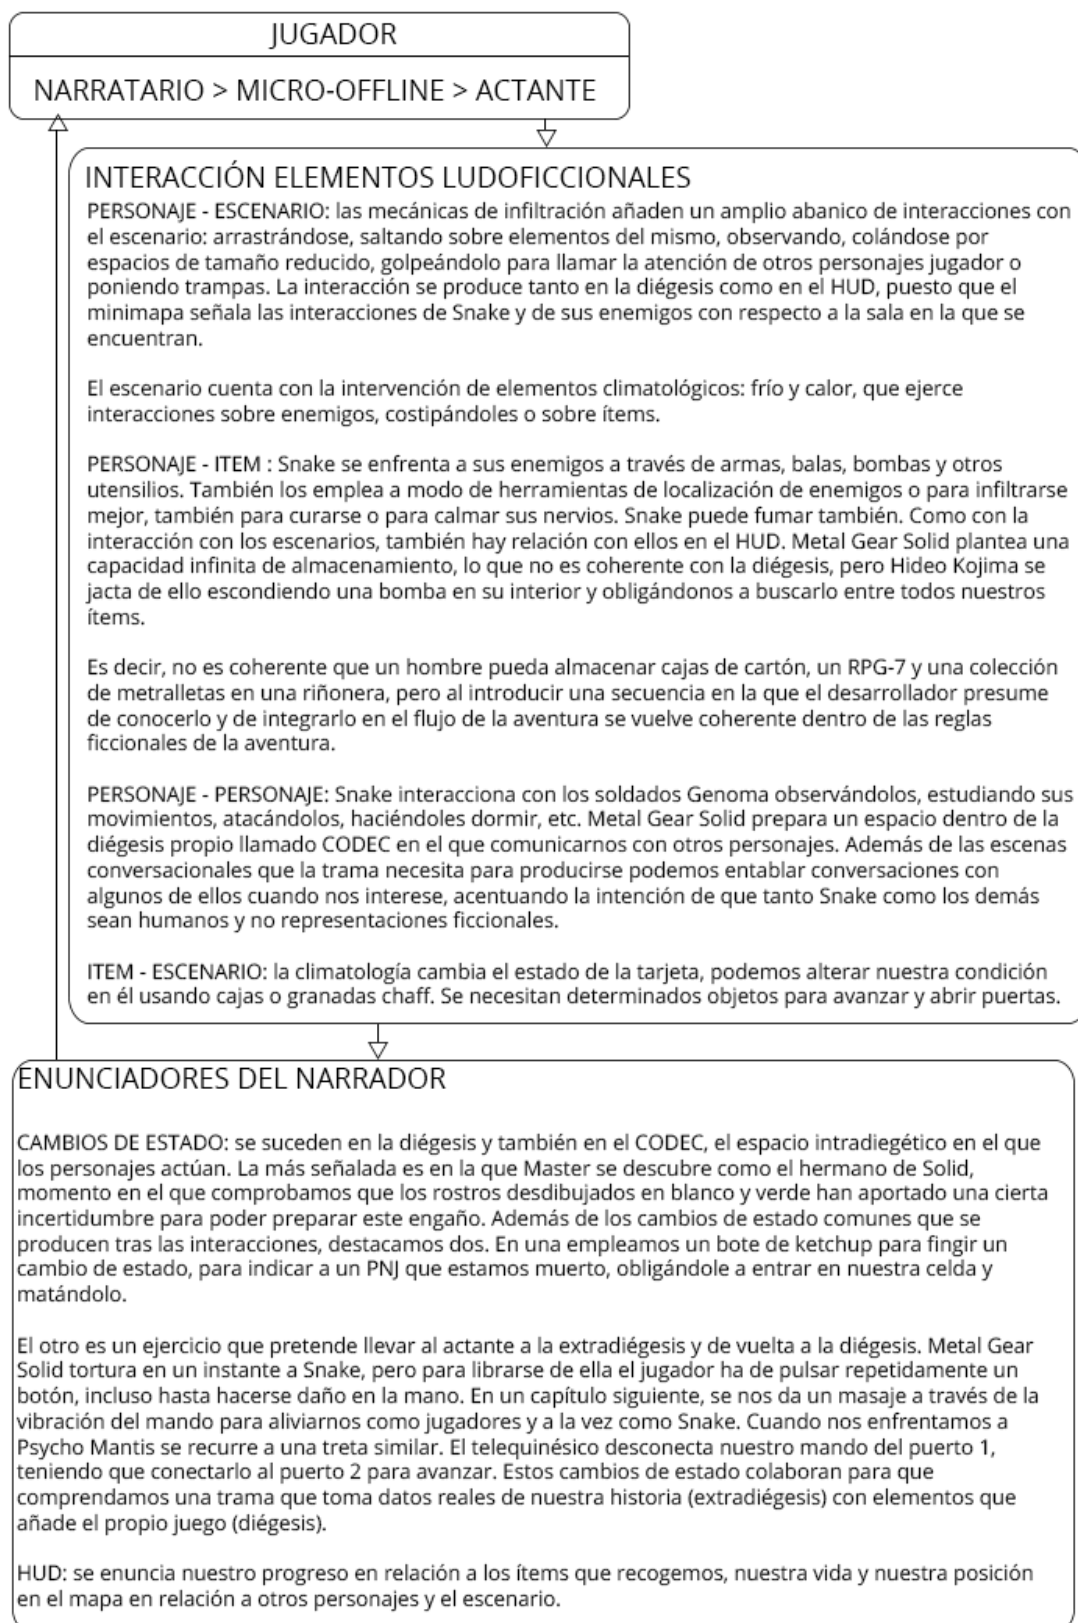 JUGADOR
NARRATARIO > MICRO-OFFLINE > ACTANTE
INTERACCIÓN ELEMENTOS LUDOFICCIONALES
PERSONAJE - ESCENARIO: las mecánicas de infiltración añaden un amplio abanico de interacciones con
el escenario: arrastrándose, saltando sobre elementos del mismo, observando, colándose por
espacios de tamaño reducido, golpeándolo para llamar la atención de otros personajes jugador o
poniendo trampas. La interacción se produce tanto en la diégesis como en el HUD, puesto que el
minimapa señala las interacciones de Snake y de sus enemigos con respecto a la sala en la que se
encuentran.
El escenario cuenta con la intervención de elementos climatológicos: frío y calor, que ejerce
interacciones sobre enemigos, costipándoles o sobre ítems.
PERSONAJE - ITEM : Snake se enfrenta a sus enemigos a través de armas, balas, bombas y otros
utensilios. También los emplea a modo de herramientas de localización de enemigos o para infiltrarse
mejor, también para curarse o para calmar sus nervios. Snake puede fumar también. Como con la
interacción con los escenarios, también hay relación con ellos en el HUD. Metal Gear Solid plantea una
capacidad infinita de almacenamiento, lo que no es coherente con la diégesis, pero Hideo Kojima se
jacta de ello escondiendo una bomba en su interior y obligándonos a buscarlo entre todos nuestros
ítems.
Es decir, no es coherente que un hombre pueda almacenar cajas de cartón, un RPG-7 y una colección
de metralletas en una riñonera, pero al introducir una secuencia en la que el desarrollador presume
de conocerlo y de integrarlo en el flujo de la aventura se vuelve coherente dentro de las reglas
ficcionales de la aventura.
PERSONAJE - PERSONAJE: Snake interacciona con los soldados Genoma observándolos, estudiando sus
movimientos, atacándolos, haciéndoles dormir, etc. Metal Gear Solid prepara un espacio dentro de la
diégesis propio llamado CODEC en el que comunicarnos con otros personajes. Además de las escenas
conversacionales que la trama necesita para producirse podemos entablar conversaciones con
algunos de ellos cuando nos interese, acentuando la intención de que tanto Snake como los demás
sean humanos y no representaciones ficcionales.
ITEM - ESCENARIO: la climatología cambia el estado de la tarjeta, podemos alterar nuestra condición
en él usando cajas o granadas chaff. Se necesitan determinados objetos para avanzar y abrir puertas.
ENUNCIADORES DEL NARRADOR
CAMBIOS DE ESTADO: se suceden en la diégesis y también en el CODEC, el espacio intradiegético en el que
los personajes actúan. La más señalada es en la que Master se descubre como el hermano de Solid,
momento en el que comprobamos que los rostros desdibujados en blanco y verde han aportado una cierta
incertidumbre para poder preparar este engaño. Además de los cambios de estado comunes que se
producen tras las interacciones, destacamos dos. En una empleamos un bote de ketchup para fingir un
cambio de estado, para indicar a un PNJ que estamos muerto, obligándole a entrar en nuestra celda y
matándolo.
El otro es un ejercicio que pretende llevar al actante a la extradiégesis y de vuelta a la diégesis. Metal Gear
Solid tortura en un instante a Snake, pero para librarse de ella el jugador ha de pulsar repetidamente un
botón, incluso hasta hacerse daño en la mano. En un capítulo siguiente, se nos da un masaje a través de la
vibración del mando para aliviarnos como jugadores y a la vez como Snake. Cuando nos enfrentamos a
Psycho Mantis se recurre a una treta similar. El telequinésico desconecta nuestro mando del puerto 1,
teniendo que conectarlo al puerto 2 para avanzar. Estos cambios de estado colaboran para que
comprendamos una trama que toma datos reales de nuestra historia (extradiégesis) con elementos que
añade el propio juego (diégesis).
HUD: se enuncia nuestro progreso en relación a los ítems que recogemos, nuestra vida y nuestra posición
en el mapa en relación a otros personajes y el escenario.